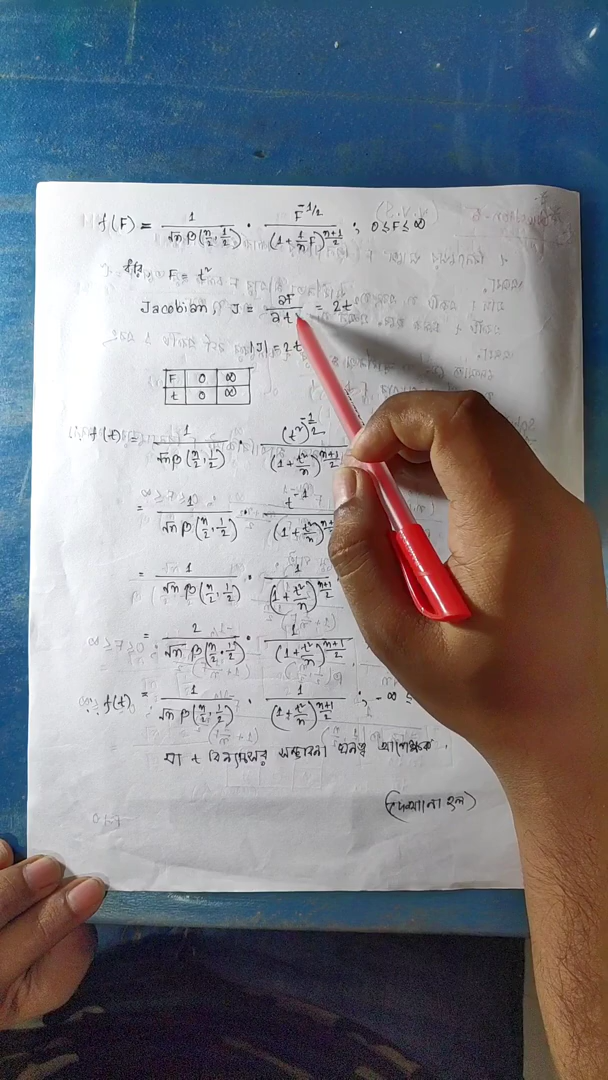 f(F) = 1/(√n β(n/2, 1/2)) · F^(-1/2)/(1 + 1/n F)^((n+1)/2) ; 0 ≤ F ≤ ∞
ধরি, F = t²
Jacobian, J = ∂F/∂t = 2t
|J| = 2t
F 0 ∞
t 0 ∞
f(t) = 1/(√n β(n/2, 1/2)) · (t²)^(-1/2)/(1 + t²/n)^((n+1)/2)
= 1/(√n β(n/2, 1/2)) · t^(-1)/(1 + t²/n)
= 1/(√n β(n/2, 1/2)) · 1/(1 + t²/n)^((n+1)/2)
= 2/(√n β(n/2, 1/2)) · 1/(1 + t²/n)^((n+1)/2)
f(t) = 1/(√n β(n/2, 1/2)) · 1/(1 + t²/n)^((n+1)/2) ; -∞ ≤
যা t বিন্যাসের সম্ভাবনা ঘনত্ব অপেক্ষক।
(দেখানো হল)